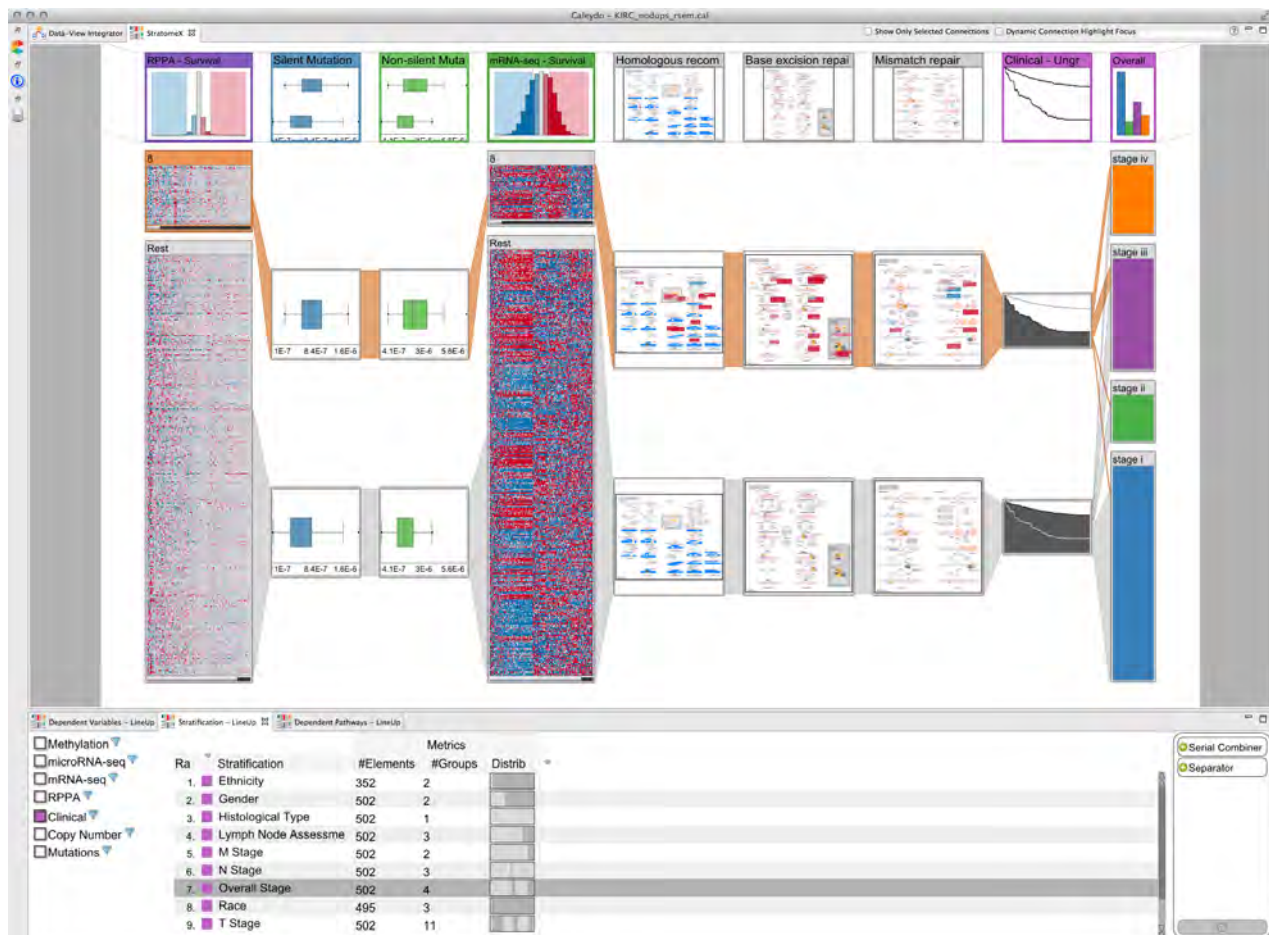 Caleydo - KIRC_nodups_rsem.cal
Data-View Integrator StratomeX Show Only Selected Connections Dynamic Connection Highlight Focus
RPPA - Survival Silent Mutation Non-silent Muta mRNA-seq - Survival Homologous recom Base excision repai Mismatch repair Clinical - Ungr Overall
8 8 stage iv
Rest Rest stage iii
1E-7 8.4E-7 1.6E-6 4.1E-7 3E-6 5.6E-6
stage ii
stage i
1E-7 8.4E-7 1.6E-6 4.1E-7 3E-6 5.6E-6
Dependent Variables - LineUp Stratification - LineUp Dependent Pathways - LineUp
Methylation
microRNA-seq
mRNA-seq
RPPA
Clinical
Copy Number
Mutations
Metrics
Ra Stratification #Elements #Groups Distrib
1. Ethnicity 352 2
2. Gender 502 2
3. Histological Type 502 1
4. Lymph Node Assessme 502 3
5. M Stage 502 2
6. N Stage 502 3
7. Overall Stage 502 4
8. Race 495 3
9. T Stage 502 11
Serial Combiner
Separator